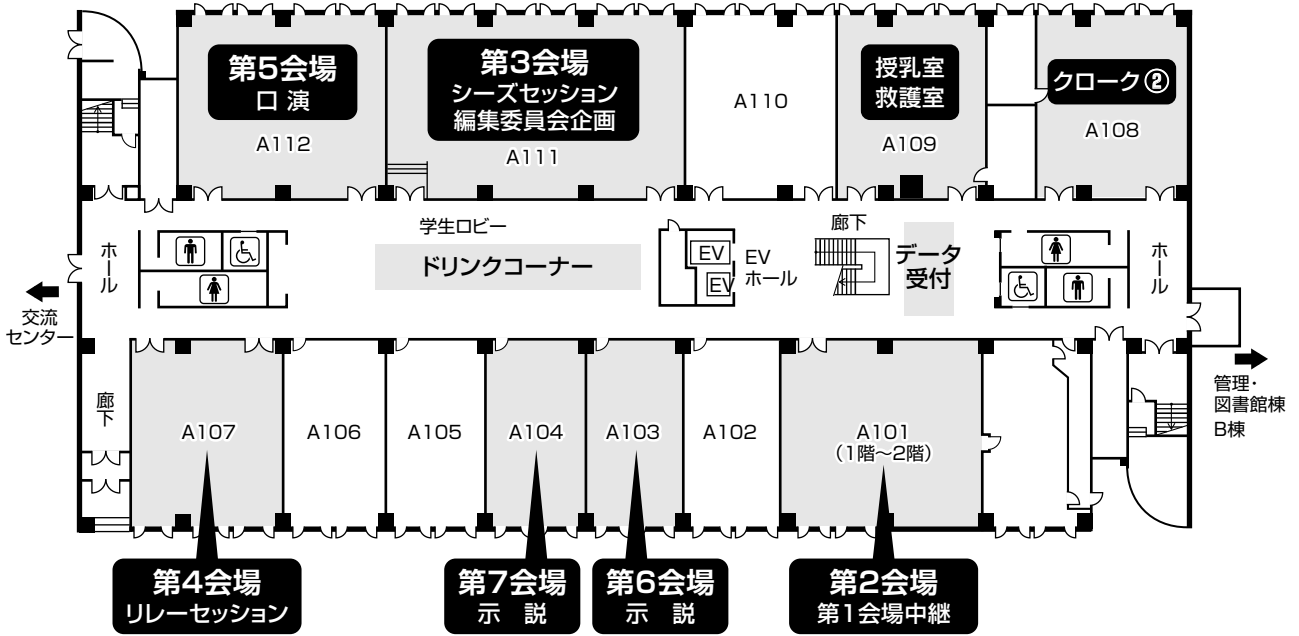 第5会場
口 演
A112
第3会場
シーズセッション
編集委員会企画
A111
A110
授乳室
救護室
A109
クローク②
A108
ホール
学生ロビー
ドリンクコーナー
EV
EV
EV
ホール
廊下
データ
受付
ホール
交流
センター
管理・
図書館棟
B棟
廊下
A107
A106
A105
A104
A103
A102
A101
(1階～2階)
第4会場
リレーセッション
第7会場
示 説
第6会場
示 説
第2会場
第1会場中継